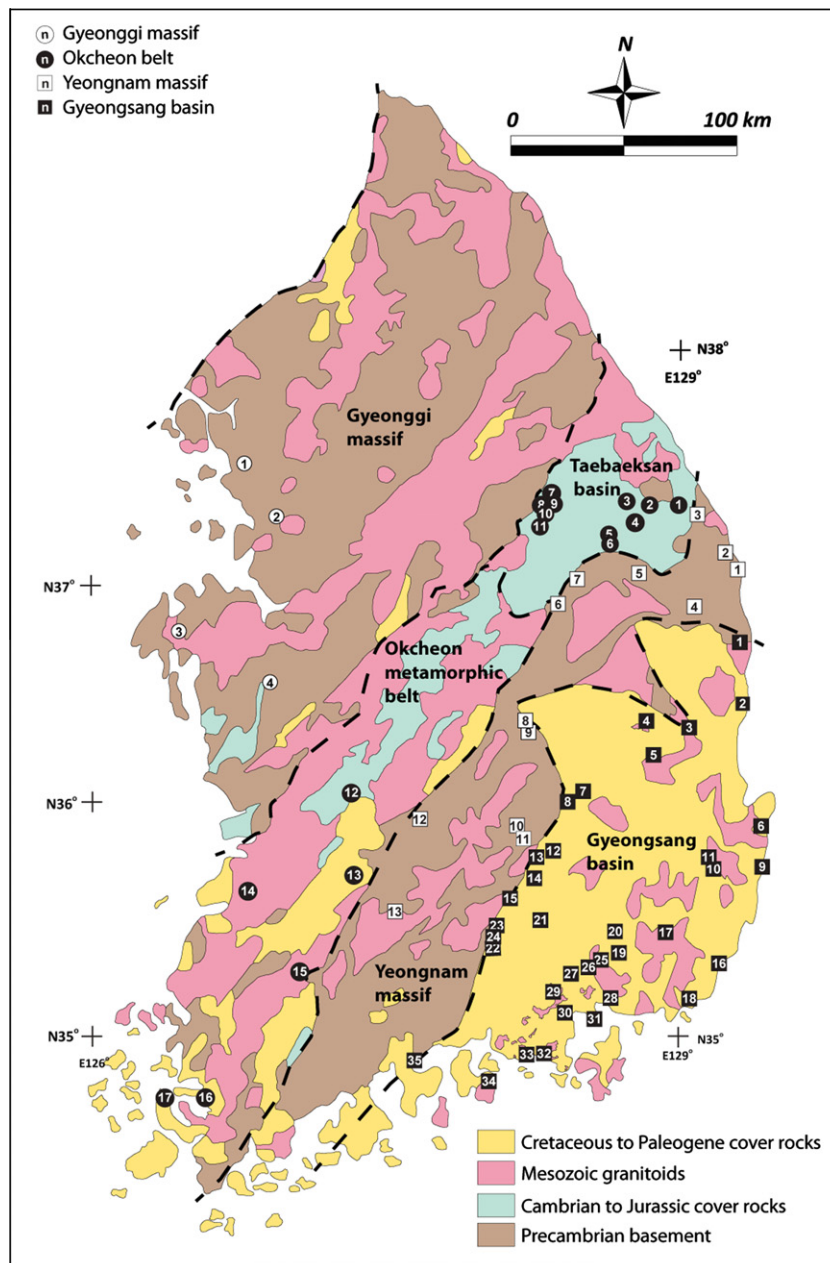 n Gyeonggi massif
n Okcheon belt
n Yeongnam massif
n Gyeongsang basin
N
0 100 km
N38°
E129°
Gyeonggi
massif
1
2
Taebaeksan
basin
7
8 9
10
11
3 2 1
4
5
6
3
2
1
N37°
7 5
6 4
3
4
Okcheon
metamorphic
belt
1
2
8
9
4 3
5
N36°
12
7
8
12
10
11
6
Gyeongsang
basin
13 12
14
11
10
9
14
13
13
15
21
23
24
22
20 17
19
25
26
27
16
15
Yeongnam
massif
29
28
18
30
31
N35°
E126°
N35°
E129°
35
33 32
34
17 16
Cretaceous to Paleogene cover rocks
Mesozoic granitoids
Cambrian to Jurassic cover rocks
Precambrian basement